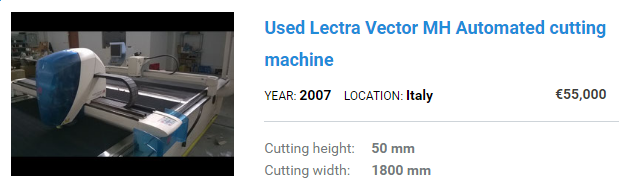 Used Lectra Vector MH Automated cutting
machine
YEAR: 2007 LOCATION: Italy €55,000
Cutting height: 50 mm
Cutting width: 1800 mm